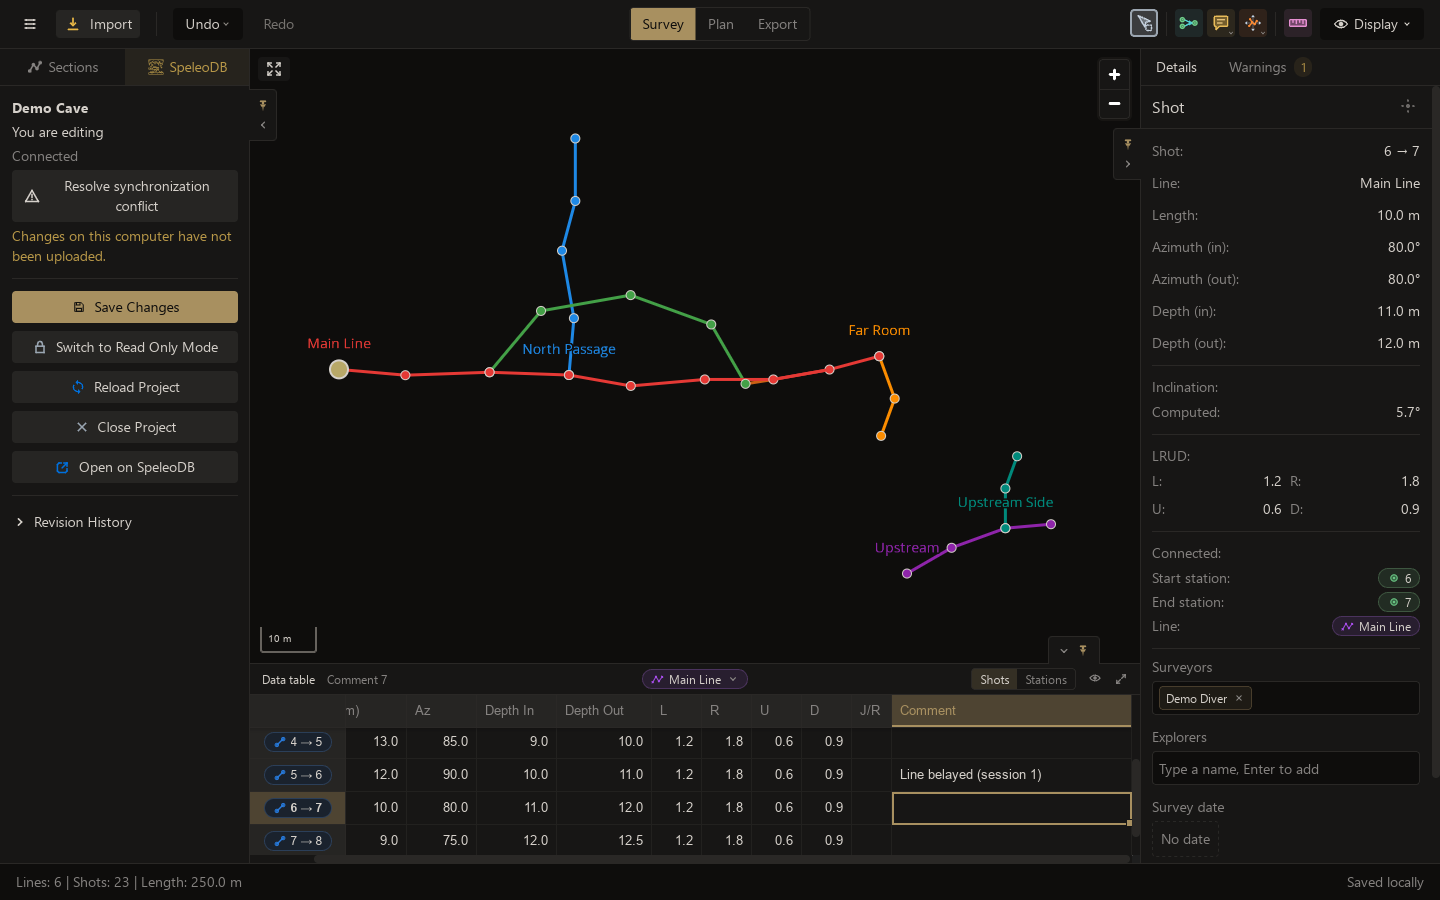 Import
Undo
Redo
Survey
Plan
Export
Display
Sections
SpeleoDB
Details
Warnings 1
Demo Cave
You are editing
Connected
Resolve synchronization
conflict
Changes on this computer have not
been uploaded.
Save Changes
Switch to Read Only Mode
Reload Project
Close Project
Open on SpeleoDB
Revision History
Main Line
North Passage
Far Room
Upstream Side
Upstream
10 m
Shot
Shot: 6 → 7
Line: Main Line
Length: 10.0 m
Azimuth (in): 80.0°
Azimuth (out): 80.0°
Depth (in): 11.0 m
Depth (out): 12.0 m
Inclination:
Computed: 5.7°
LRUD:
L: 1.2 R: 1.8
U: 0.6 D: 0.9
Connected:
Start station: 6
End station: 7
Line: Main Line
Surveyors
Demo Diver ×
Explorers
Type a name, Enter to add
Survey date
No date
Data table Comment 7 Main Line Shots Stations
m) Az Depth In Depth Out L R U D J/R Comment
4 → 5 13.0 85.0 9.0 10.0 1.2 1.8 0.6 0.9
5 → 6 12.0 90.0 10.0 11.0 1.2 1.8 0.6 0.9 Line belayed (session 1)
6 → 7 10.0 80.0 11.0 12.0 1.2 1.8 0.6 0.9
7 → 8 9.0 75.0 12.0 12.5 1.2 1.8 0.6 0.9
Lines: 6 | Shots: 23 | Length: 250.0 m
Saved locally